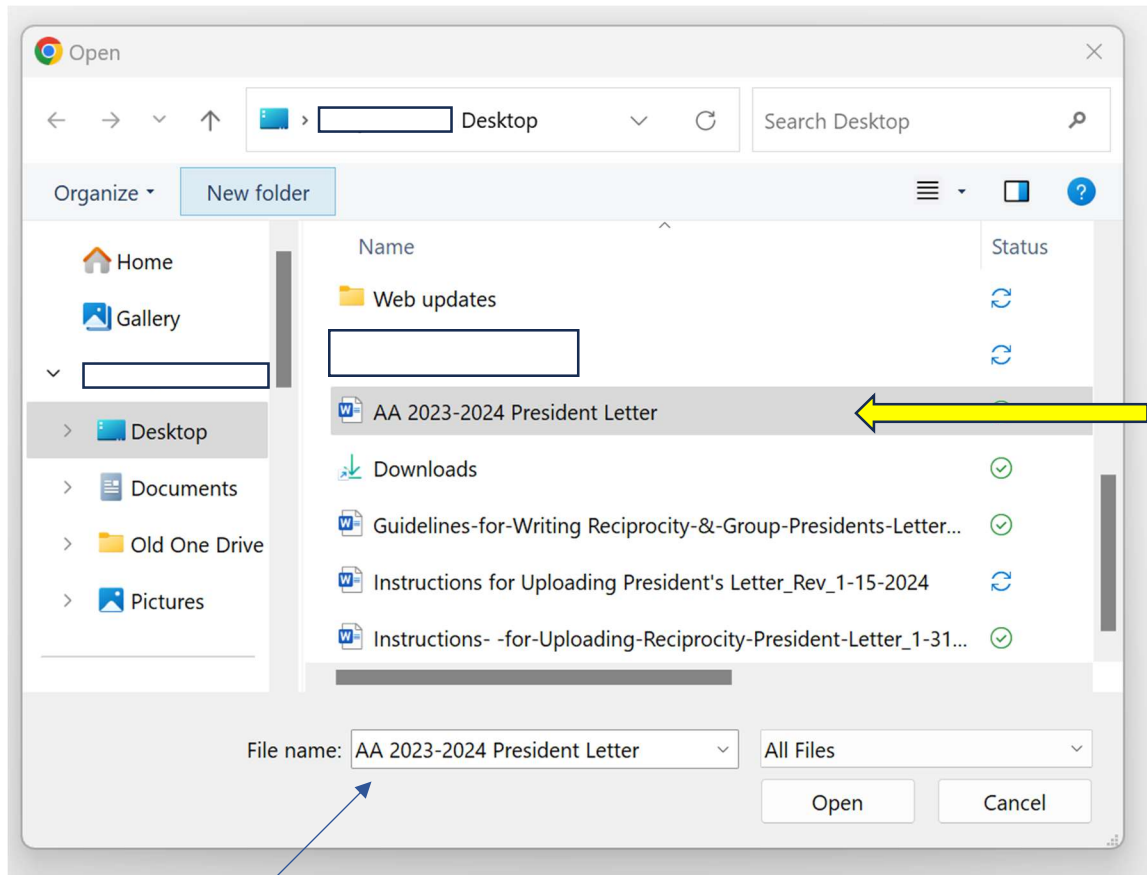 Open
Desktop
Search Desktop
Organize
New folder
Name
Status
Home
Gallery
Desktop
Documents
Old One Drive
Pictures
Web updates
AA 2023-2024 President Letter
Downloads
Guidelines-for-Writing Reciprocity-&-Group-Presidents-Letter...
Instructions for Uploading President's Letter_Rev_1-15-2024
Instructions- -for-Uploading-Reciprocity-President-Letter_1-31...
File name: AA 2023-2024 President Letter
All Files
Open
Cancel